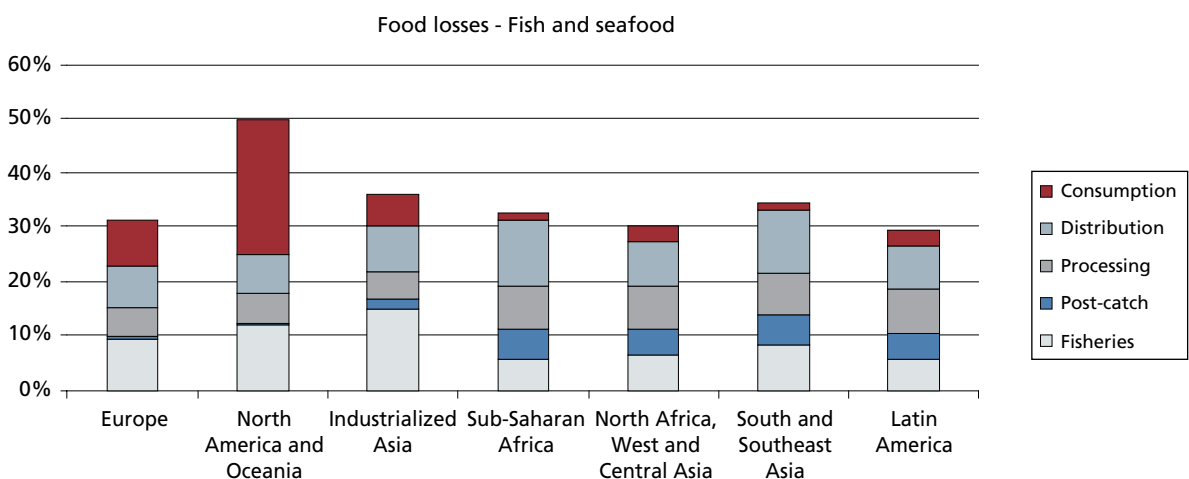 Food losses - Fish and seafood
60%
50%
40%
30%
20%
10%
0%
Europe
North
America and
Oceania
Industrialized
Asia
Sub-Saharan
Africa
North Africa,
West and
Central Asia
South and
Southeast
Asia
Latin
America
Consumption
Distribution
Processing
Post-catch
Fisheries